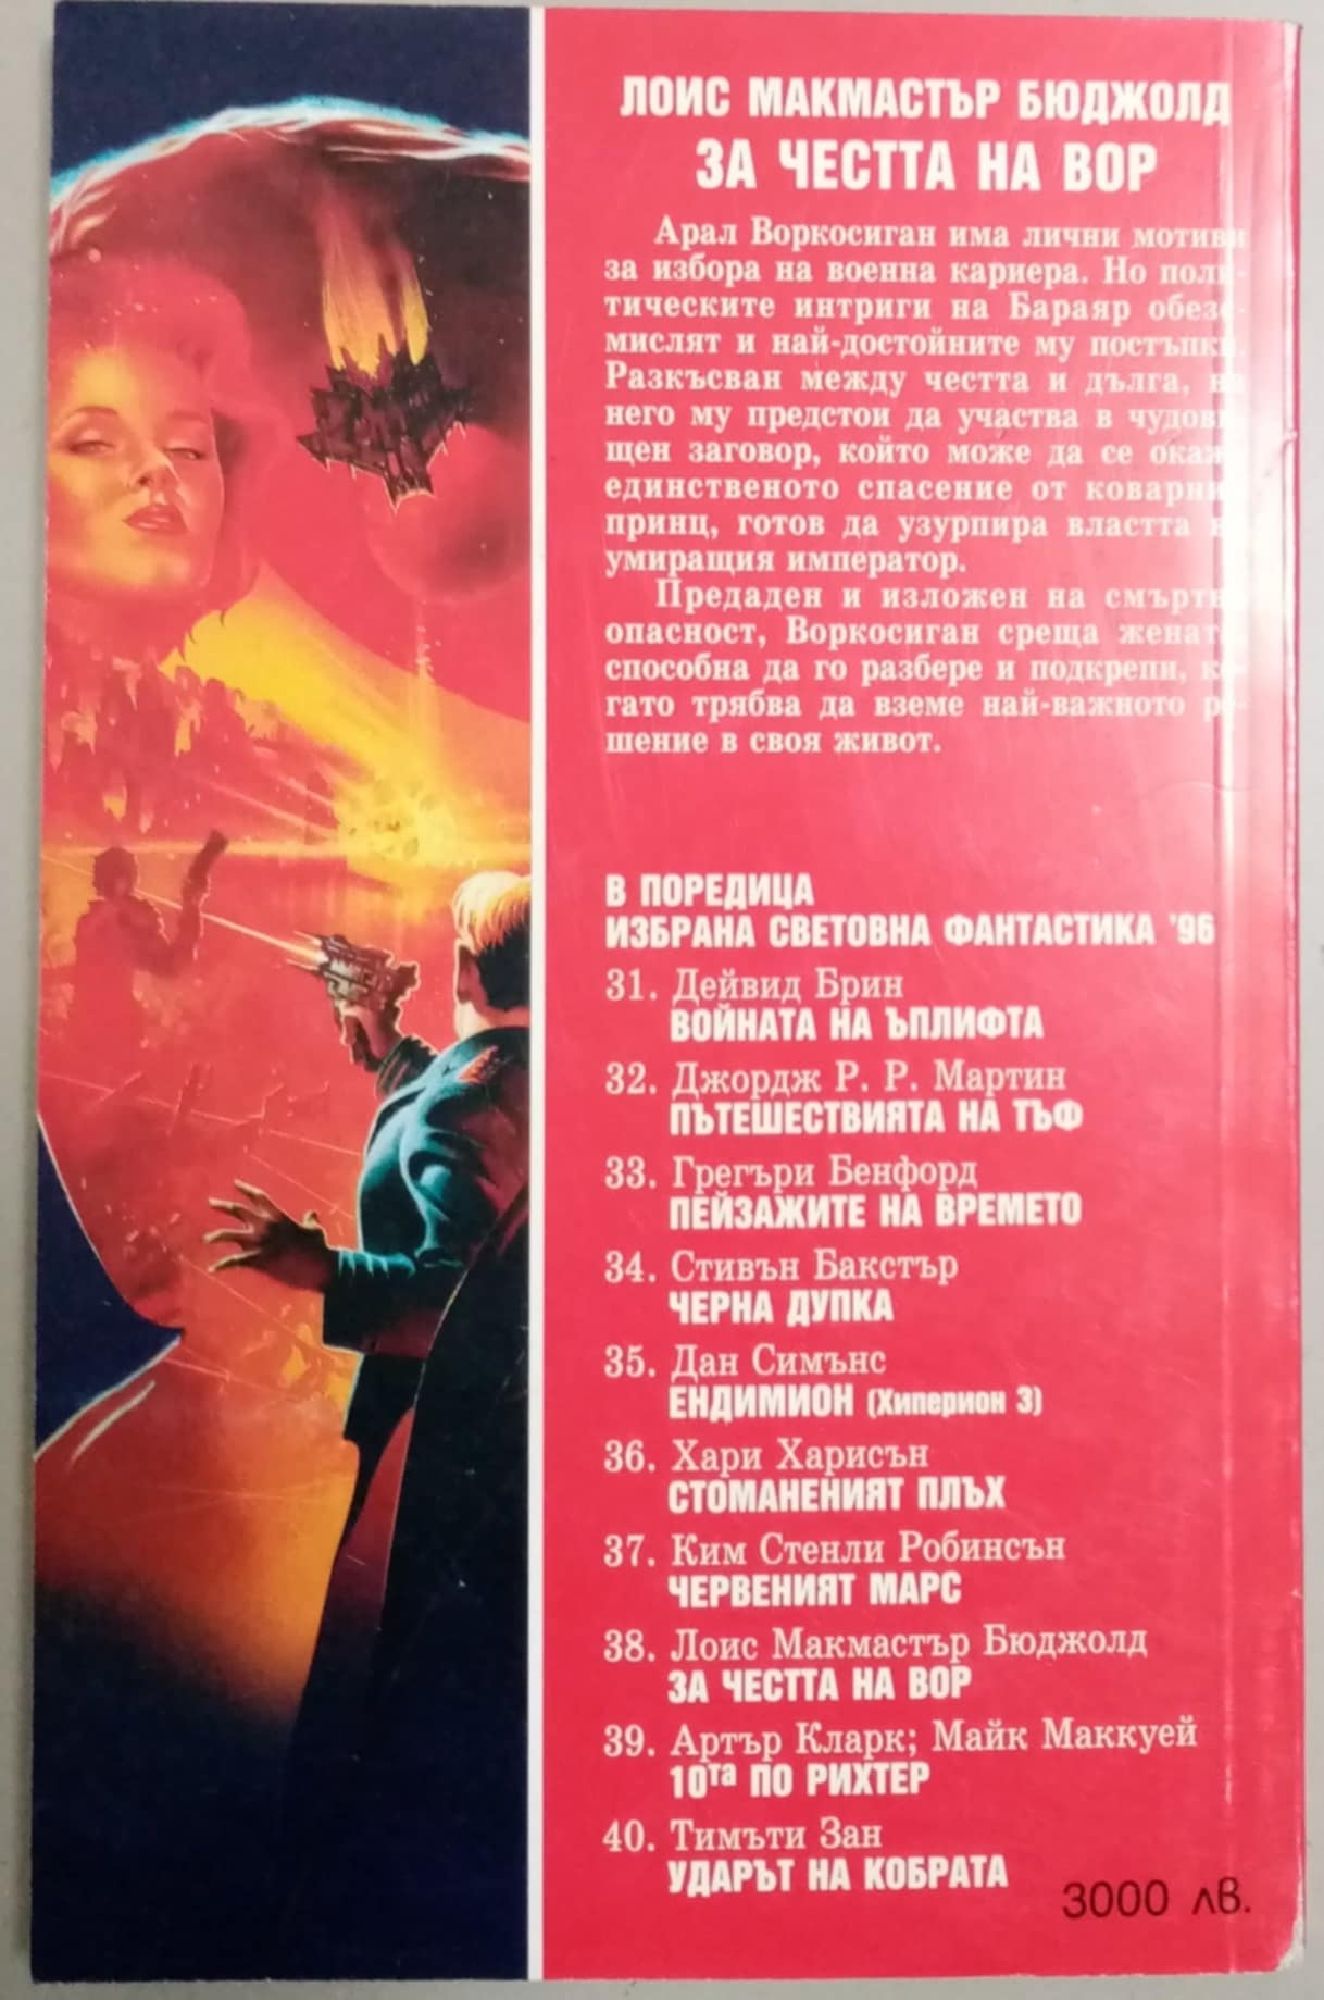 ЛОИС МАКМАСТЪР БЮДЖОЛД
ЗА ЧЕСТТА НА ВОР
Арал Воркосиган има лични мотиви
за избора на военна кариера. Но поли-
тическите интриги на Бараяр обезс-
мислят и най-достойните му постъпки.
Разкъсван между честта и дълга, на
него му предстои да участва в чудови-
щен заговор, който може да се окаже
единственото спасение от коварния
принц, готов да узурпира властта на
умиращия император.
Предаден и изложен на смъртна
опасност, Воркосиган среща жената,
способна да го разбере и подкрепи, ко-
гато трябва да вземе най-важното ре-
шение в своя живот.
В ПОРЕДИЦА
ИЗБРАНА СВЕТОВНА ФАНТАСТИКА '96
31. Дейвид Брин
ВОЙНАТА НА ЪПЛИФТА
32. Джордж Р. Р. Мартин
ПЪТЕШЕСТВИЯТА НА ТЪФ
33. Грегъри Бенфорд
ПЕЙЗАЖИТЕ НА ВРЕМЕТО
34. Стивън Бакстър
ЧЕРНА ДУПКА
35. Дан Симънс
ЕНДИМИОН (Хиперион 3)
36. Хари Харисън
СТОМАНЕНИЯТ ПЛЪХ
37. Ким Стенли Робинсън
ЧЕРВЕНИЯТ МАРС
38. Лоис Макмастър Бюджолд
ЗА ЧЕСТТА НА ВОР
39. Артър Кларк; Майк Маккуей
10та ПО РИХТЕР
40. Тимъти Зан
УДАРЪТ НА КОБРАТА
3000 лв.